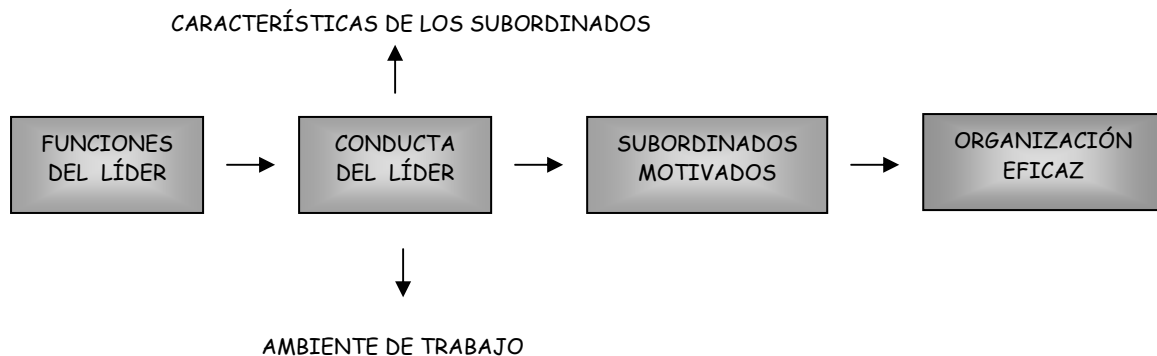 CARACTERÍSTICAS DE LOS SUBORDINADOS
FUNCIONES
DEL LÍDER
CONDUCTA
DEL LÍDER
SUBORDINADOS
MOTIVADOS
ORGANIZACIÓN
EFICAZ
AMBIENTE DE TRABAJO